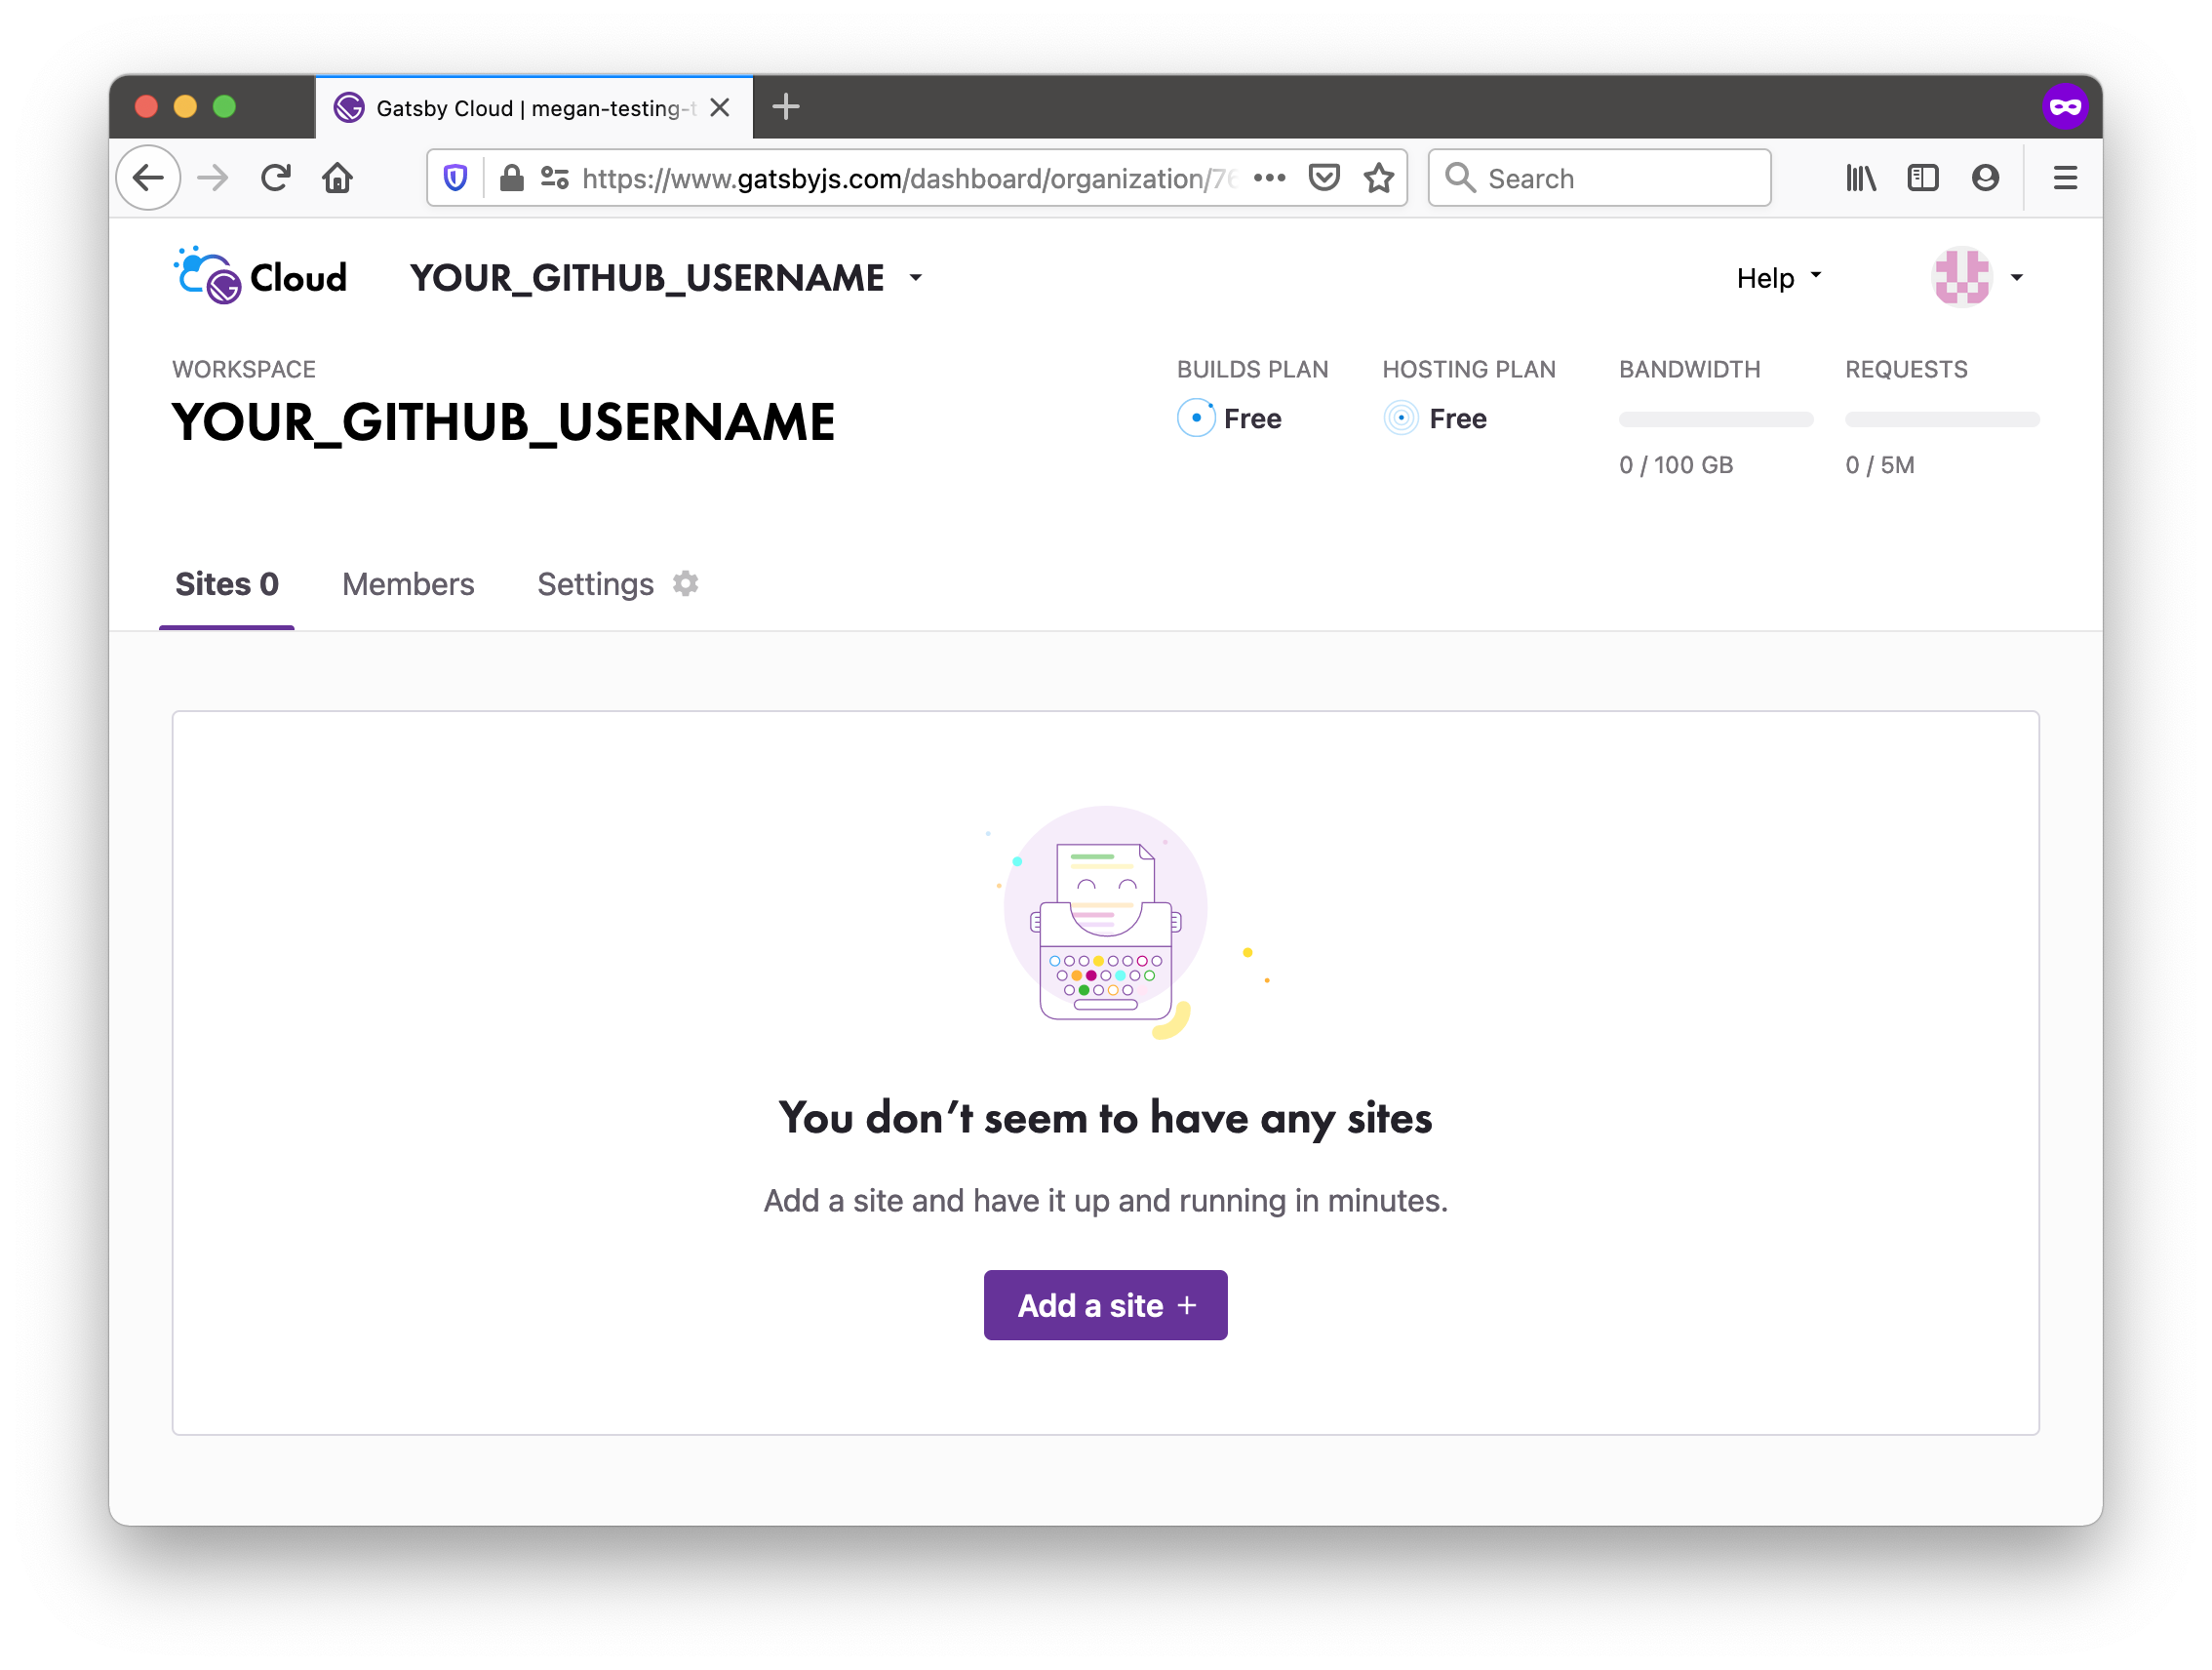 Gatsby Cloud | megan-testing-t
https://www.gatsbyjs.com/dashboard/organization/76
Search
Cloud
YOUR_GITHUB_USERNAME
Help
WORKSPACE
YOUR_GITHUB_USERNAME
BUILDS PLAN
Free
HOSTING PLAN
Free
BANDWIDTH
0 / 100 GB
REQUESTS
0 / 5M
Sites 0
Members
Settings
You don’t seem to have any sites
Add a site and have it up and running in minutes.
Add a site +